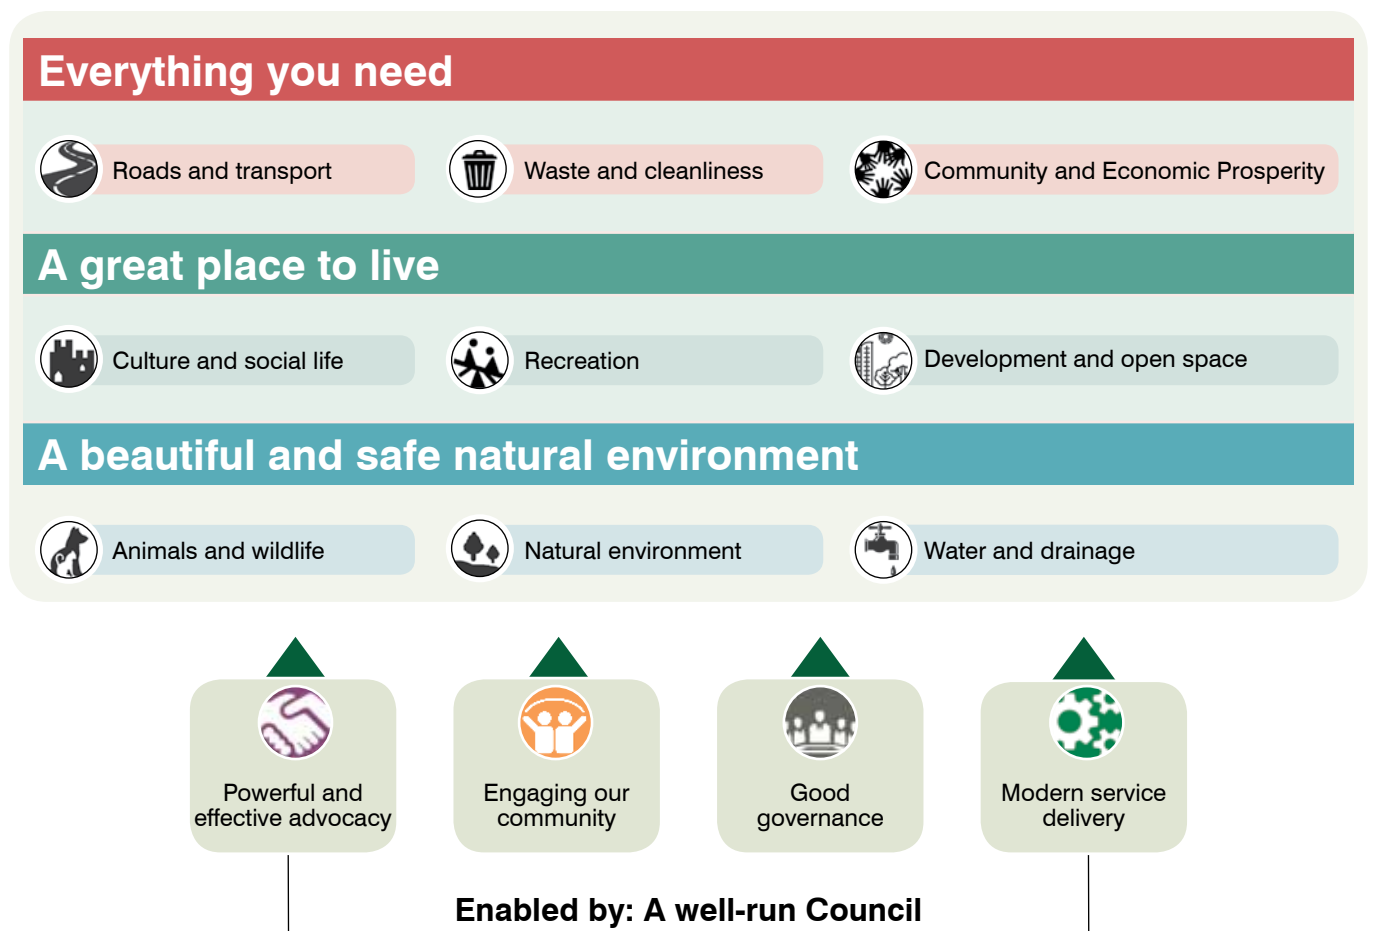 Everything you need
Roads and transport
Waste and cleanliness
Community and Economic Prosperity
A great place to live
Culture and social life
Recreation
Development and open space
A beautiful and safe natural environment
Animals and wildlife
Natural environment
Water and drainage
Powerful and
effective advocacy
Engaging our
community
Good
governance
Modern service
delivery
Enabled by: A well-run Council